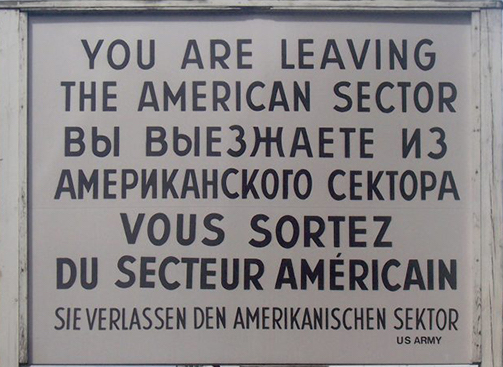 YOU ARE LEAVING
THE AMERICAN SECTOR
ВЫ ВЫЕЗЖАЕТЕ ИЗ
АМЕРИКАНСКОГО СЕКТОРА
VOUS SORTEZ
DU SECTEUR AMÉRICAIN
SIE VERLASSEN DEN AMERIKANISCHEN SEKTOR
US ARMY